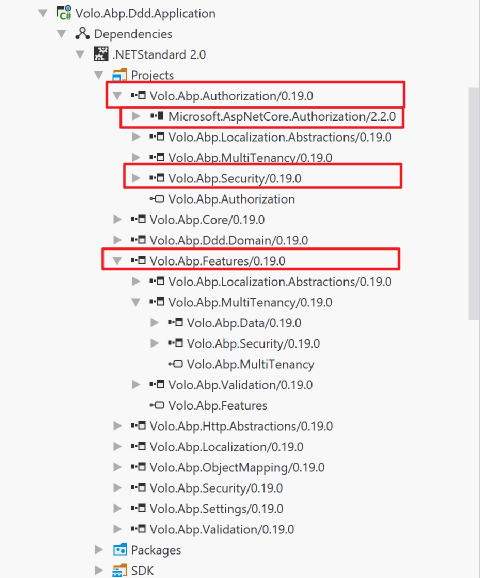 Volo.Abp.Ddd.Application
Dependencies
.NETStandard 2.0
Projects
Volo.Abp.Authorization/0.19.0
Microsoft.AspNetCore.Authorization/2.2.0
Volo.Abp.Localization.Abstractions/0.19.0
Volo.Abp.MultiTenancy/0.19.0
Volo.Abp.Security/0.19.0
Volo.Abp.Authorization
Volo.Abp.Core/0.19.0
Volo.Abp.Ddd.Domain/0.19.0
Volo.Abp.Features/0.19.0
Volo.Abp.Localization.Abstractions/0.19.0
Volo.Abp.MultiTenancy/0.19.0
Volo.Abp.Data/0.19.0
Volo.Abp.Security/0.19.0
Volo.Abp.MultiTenancy
Volo.Abp.Validation/0.19.0
Volo.Abp.Features
Volo.Abp.Http.Abstractions/0.19.0
Volo.Abp.Localization/0.19.0
Volo.Abp.ObjectMapping/0.19.0
Volo.Abp.Security/0.19.0
Volo.Abp.Settings/0.19.0
Volo.Abp.Validation/0.19.0
Packages
SDK